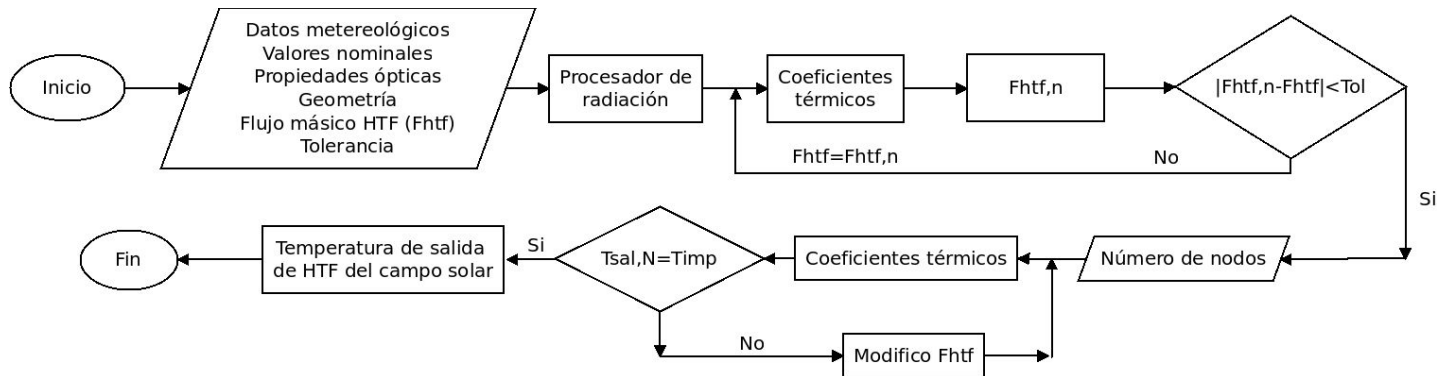 Inicio
Datos metereológicos
Valores nominales
Propiedades ópticas
Geometría
Flujo másico HTF (Fhtf)
Tolerancia
Procesador de
radiación
Coeficientes
térmicos
Fhtf,n
|Fhtf,n-Fhtf|<Tol
Fhtf=Fhtf,n
No
Si
Fin
Temperatura de salida
de HTF del campo solar
Si
Tsal,N=Timp
Coeficientes térmicos
Número de nodos
No
Modifico Fhtf